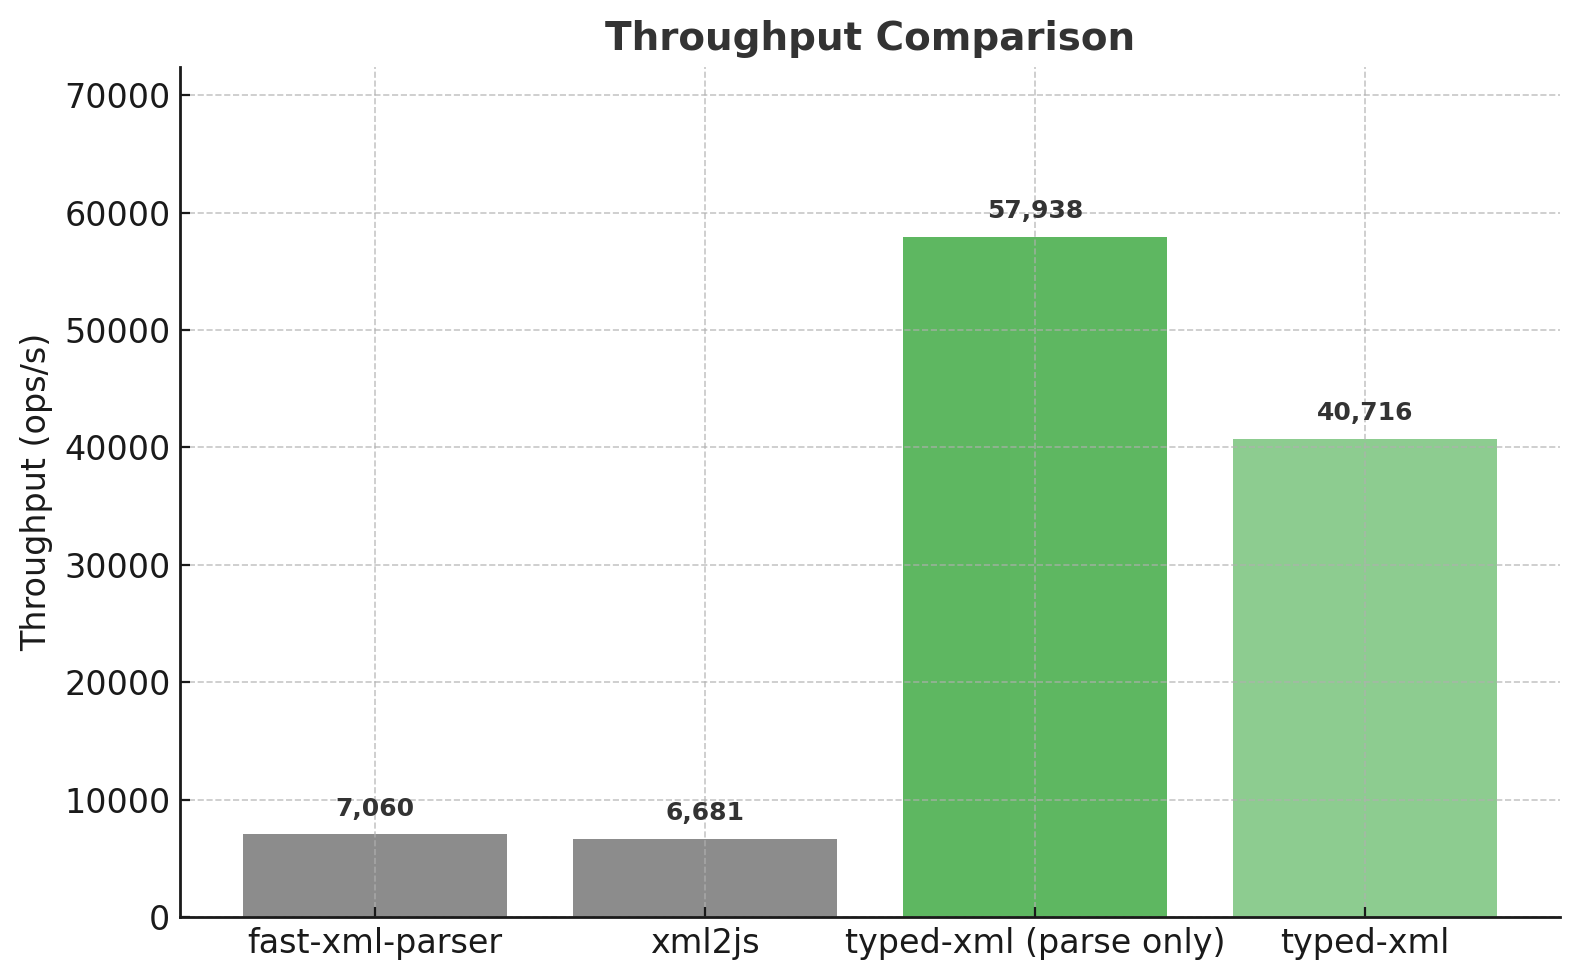 Throughput Comparison
Throughput (ops/s)
70000
60000
50000
40000
30000
20000
10000
0
7,060
6,681
57,938
40,716
fast-xml-parser
xml2js
typed-xml (parse only)
typed-xml